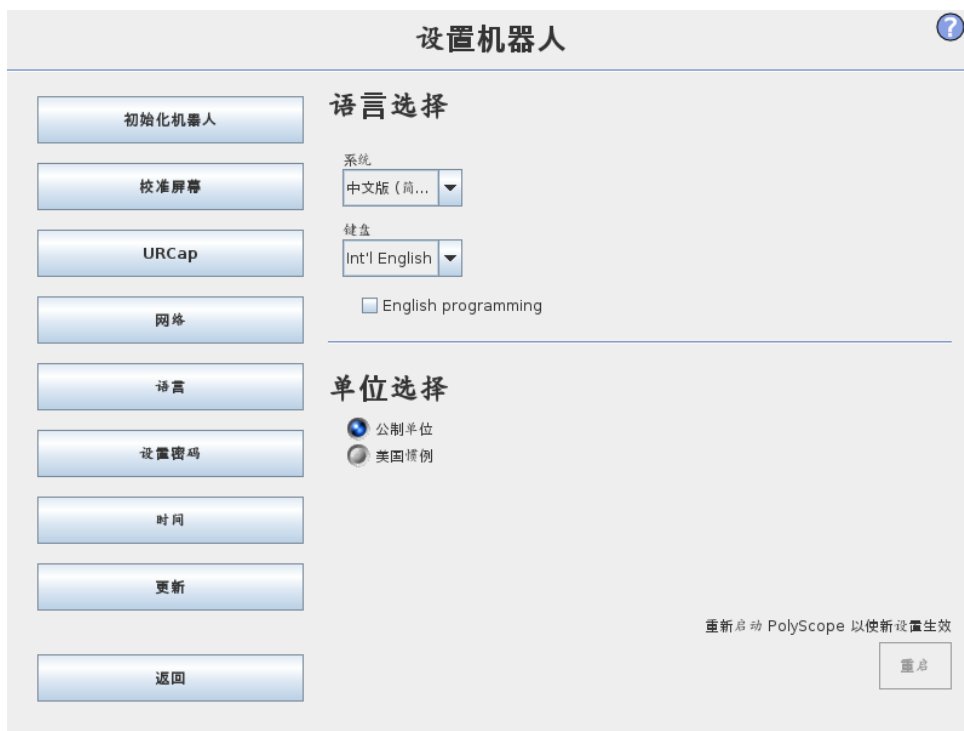 设置机器人
?
初始化机器人
校准屏幕
URCap
网络
语言
设置密码
时间
更新
返回
语言选择
系统
中文版 (简...
键盘
Int'l English
English programming
单位选择
公制单位
美国惯例
重新启动 PolyScope 以使新设置生效
重启